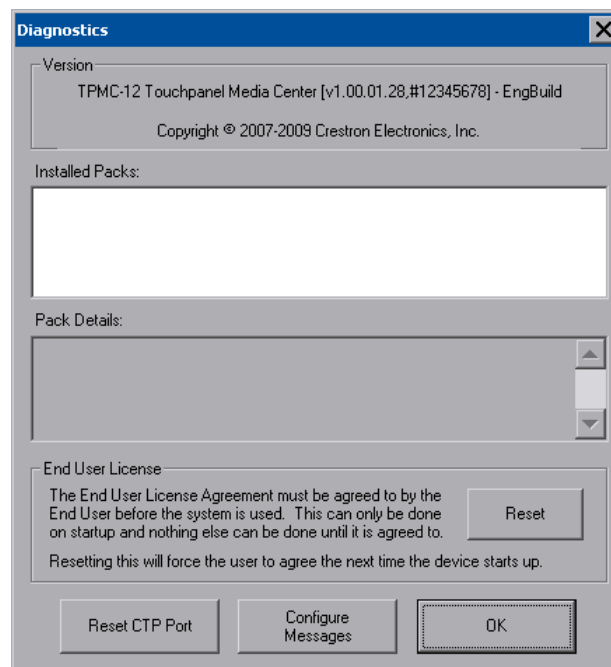 Diagnostics
Version
TPMC-12 Touchpanel Media Center [v1.00.01.28,#12345678] - EngBuild
Copyright © 2007-2009 Crestron Electronics, Inc.
Installed Packs:
Pack Details:
End User License
The End User License Agreement must be agreed to by the
End User before the system is used. This can only be done
on startup and nothing else can be done until it is agreed to.
Reset
Resetting this will force the user to agree the next time the device starts up.
Reset CTP Port
Configure
Messages
OK